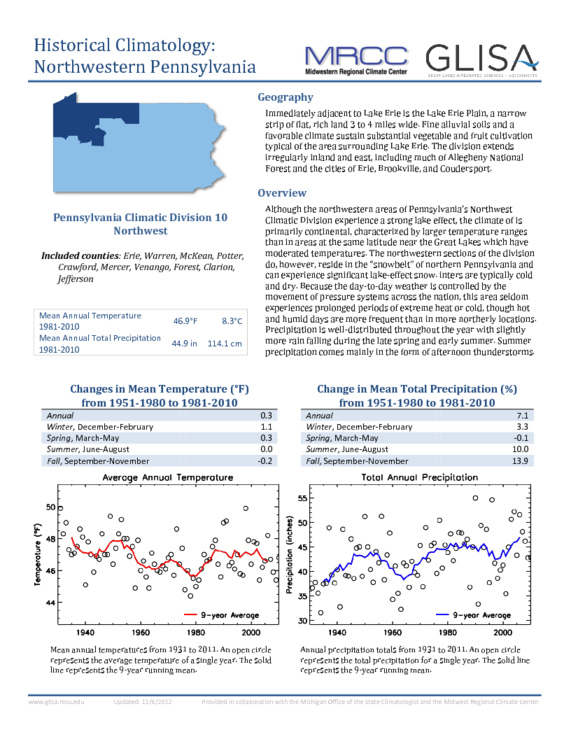 Historical Climatology:
Northwestern Pennsylvania
MRCC
Midwestern Regional Climate Center
GLISA
GREAT LAKES INTEGRATED SCIENCES + ASSESSMENTS
Pennsylvania Climatic Division 10
Northwest
Included counties: Erie, Warren, McKean, Potter,
Crawford, Mercer, Venango, Forest, Clarion,
Jefferson
Mean Annual Temperature
1981-2010
46.9°F 8.3°C
Mean Annual Total Precipitation
1981-2010
44.9 in 114.1 cm
Geography
Immediately adjacent to Lake Erie is the Lake Erie Plain, a narrow
strip of flat, rich land 3 to 4 miles wide. Fine alluvial soils and a
favorable climate sustain substantial vegetable and fruit cultivation
typical of the area surrounding Lake Erie. The division extends
irregularly inland and east, including much of Allegheny National
Forest and the cities of Erie, Brookville, and Coudersport.
Overview
Although the northwestern areas of Pennsylvania's Northwest
Climatic Division experience a strong lake effect, the climate of is
primarily continental, characterized by larger temperature ranges
than in areas at the same latitude near the Great Lakes which have
moderated temperatures. The northwestern sections of the division
do, however, reside in the "snowbelt" of northern Pennsylvania and
can experience significant lake-effect snow. inters are typically cold
and dry. Because the day-to-day weather is controlled by the
movement of pressure systems across the nation, this area seldom
experiences prolonged periods of extreme heat or cold, though hot
and humid days are more frequent than in more northerly locations.
Precipitation is well-distributed throughout the year with slightly
more rain falling during the late spring and early summer. Summer
precipitation comes mainly in the form of afternoon thunderstorms.
Changes in Mean Temperature (°F)
from 1951-1980 to 1981-2010
Annual 0.3
Winter, December-February 1.1
Spring, March-May 0.3
Summer, June-August 0.0
Fall, September-November -0.2
Change in Mean Total Precipitation (%)
from 1951-1980 to 1981-2010
Annual 7.1
Winter, December-February 3.3
Spring, March-May -0.1
Summer, June-August 10.0
Fall, September-November 13.9
Average Annual Temperature
Temperature (°F)
50
48
46
44
9-year Average
1940 1960 1980 2000
Mean annual temperatures from 1931 to 2011. An open circle
represents the average temperature of a single year. The solid
line represents the 9-year running mean.
Total Annual Precipitation
Precipitation (inches)
55
50
45
40
35
30
9-year Average
1940 1960 1980 2000
Annual precipitation totals from 1931 to 2011. An open circle
represents the total precipitation for a single year. The solid line
represents the 9-year running mean.
www.glisa.msu.edu Updated: 11/6/2012 Provided in collaboration with the Michigan Office of the State Climatologist and the Midwest Regional Climate Center